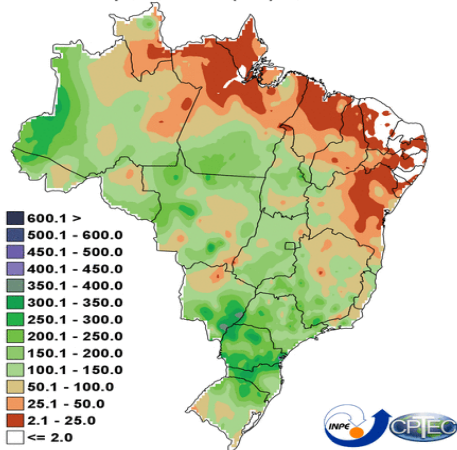 600.1 >
500.1 - 600.0
450.1 - 500.0
400.1 - 450.0
350.1 - 400.0
300.1 - 350.0
250.1 - 300.0
200.1 - 250.0
150.1 - 200.0
100.1 - 150.0
50.1 - 100.0
25.1 - 50.0
2.1 - 25.0
<= 2.0
INPE
CPTEC